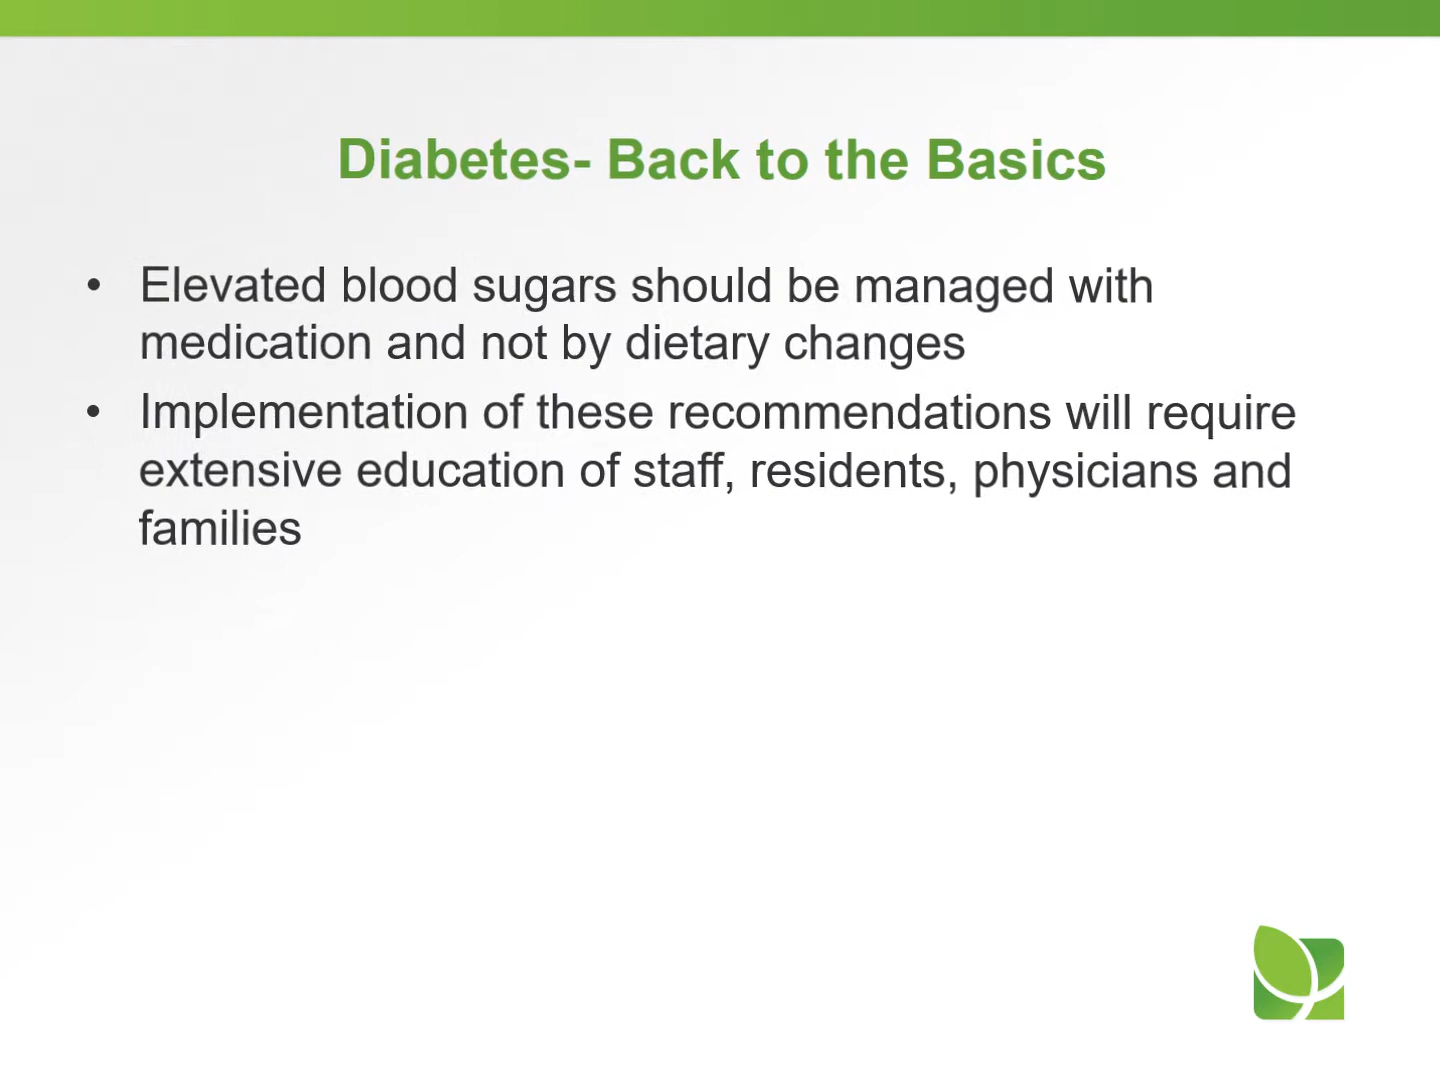 Diabetes- Back to the Basics
• Elevated blood sugars should be managed with
medication and not by dietary changes
• Implementation of these recommendations will require
extensive education of staff, residents, physicians and
families